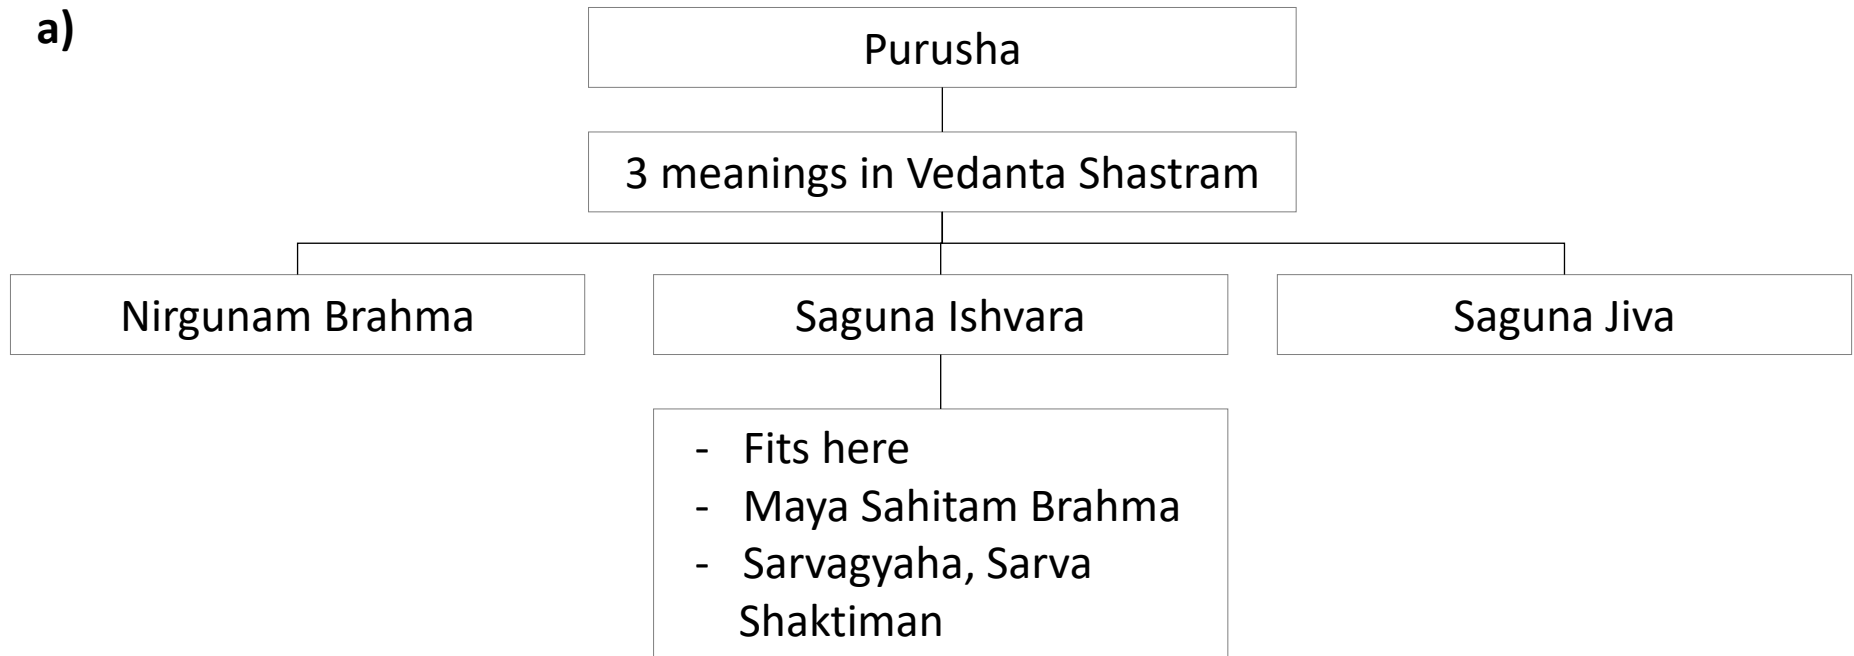 a)
Purusha
3 meanings in Vedanta Shastram
Nirgunam Brahma
Saguna Ishvara
Saguna Jiva
- Fits here
- Maya Sahitam Brahma
- Sarvagyaha, Sarva
Shaktiman